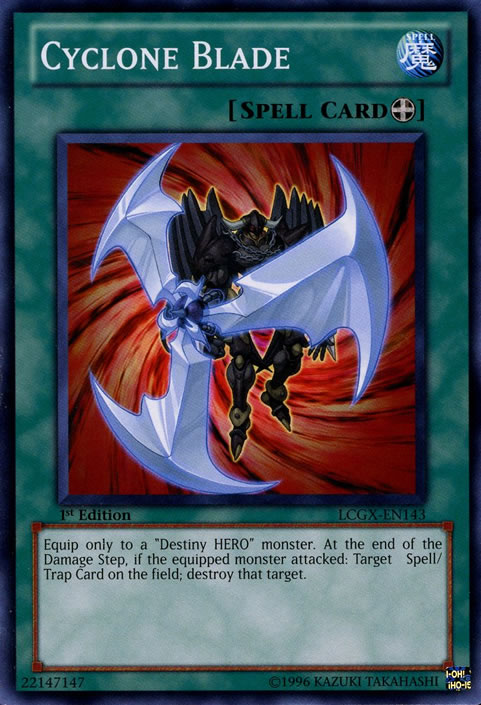 CYCLONE BLADE
SPELL
魔
[SPELL CARD]
1st Edition
LCGX-EN143
Equip only to a "Destiny HERO" monster. At the end of the
Damage Step, if the equipped monster attacked: Target Spell/
Trap Card on the field; destroy that target.
22147147
©1996 KAZUKI TAKAHASHI